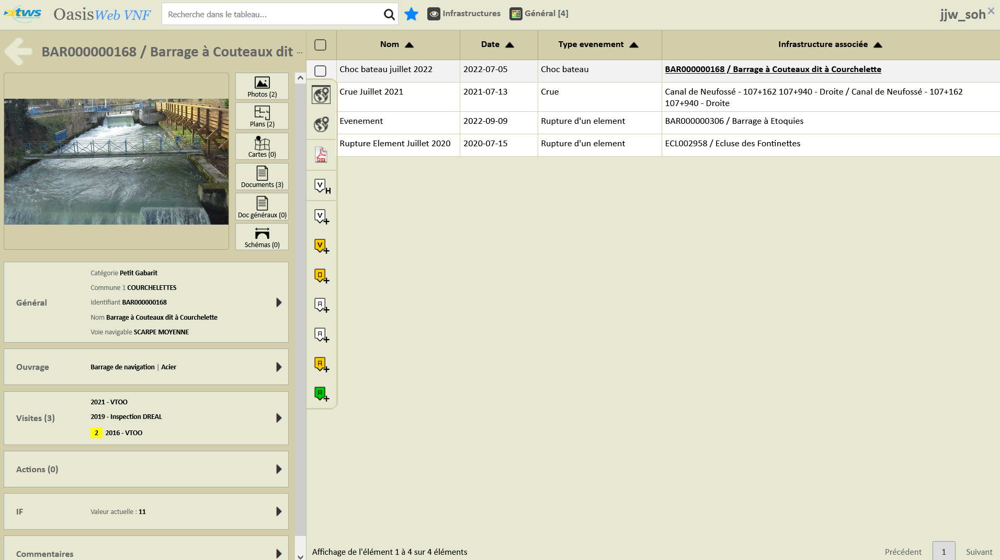 tws OasisWeb VNF Recherche dans le tableau... Infrastructures Général [4] jjw_soh
BAR000000168 / Barrage à Couteaux dit ...
Photos (2)
Plans (2)
Cartes (0)
Documents (3)
Doc généraux (0)
Schémas (0)
Général
Catégorie Petit Gabarit
Commune 1 COURCHELETTES
Identifiant BAR000000168
Nom Barrage à Couteaux dit à Courchelette
Voie navigable SCARPE MOYENNE
Ouvrage Barrage de navigation | Acier
Visites (3)
2021 - VTOO
2019 - Inspection DREAL
2 2016 - VTOO
Actions (0)
IF Valeur actuelle : 11
Commentaires
PDF
V H
V +
V +
O +
A +
A +
A +
A +
Nom Date Type evenement Infrastructure associée
Choc bateau juillet 2022 2022-07-05 Choc bateau BAR000000168 / Barrage à Couteaux dit à Courchelette
Crue Juillet 2021 2021-07-13 Crue Canal de Neufossé - 107+162 107+940 - Droite / Canal de Neufossé - 107+162
107+940 - Droite
Evenement 2022-09-09 Rupture d'un element BAR000000306 / Barrage à Etoquies
Rupture Element Juillet 2020 2020-07-15 Rupture d'un element ECL002958 / Ecluse des Fontinettes
Affichage de l'élément 1 à 4 sur 4 éléments Précédent 1 Suivant